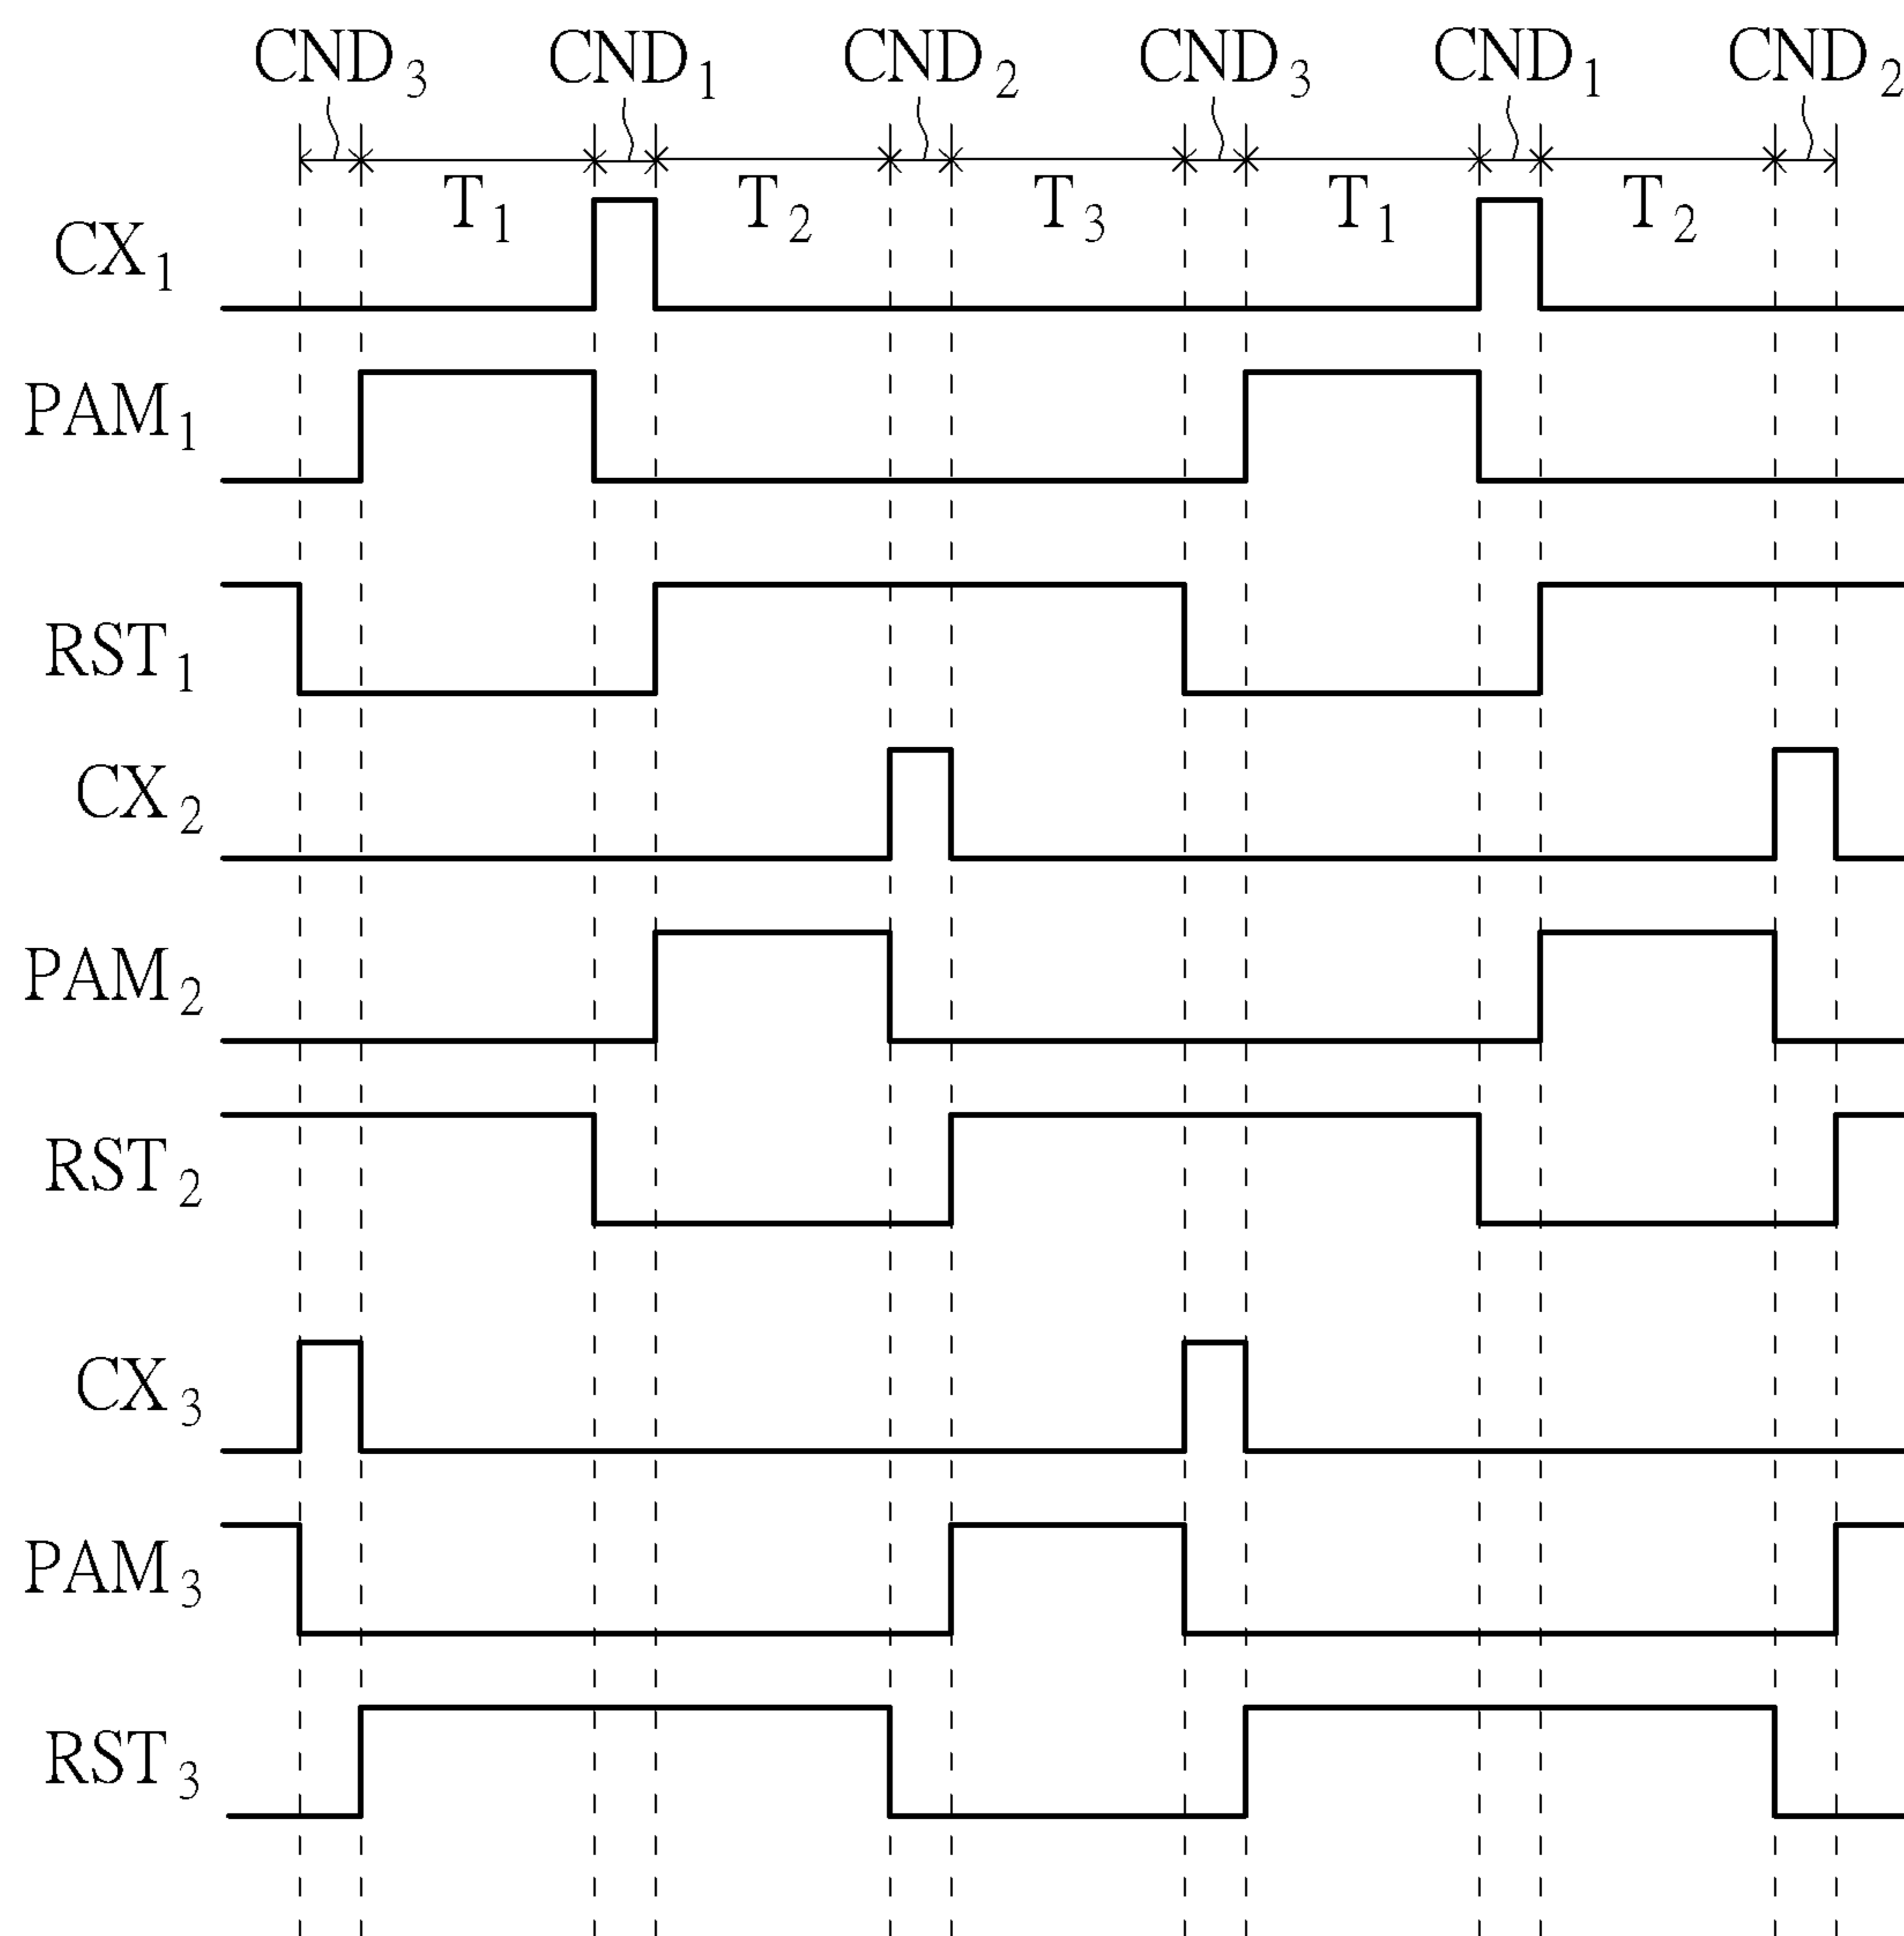 CND₃ CND₁ CND₂ CND₃ CND₁ CND₂
T₁ T₂ T₃ T₁ T₂
CX₁
PAM₁
RST₁
CX₂
PAM₂
RST₂
CX₃
PAM₃
RST₃